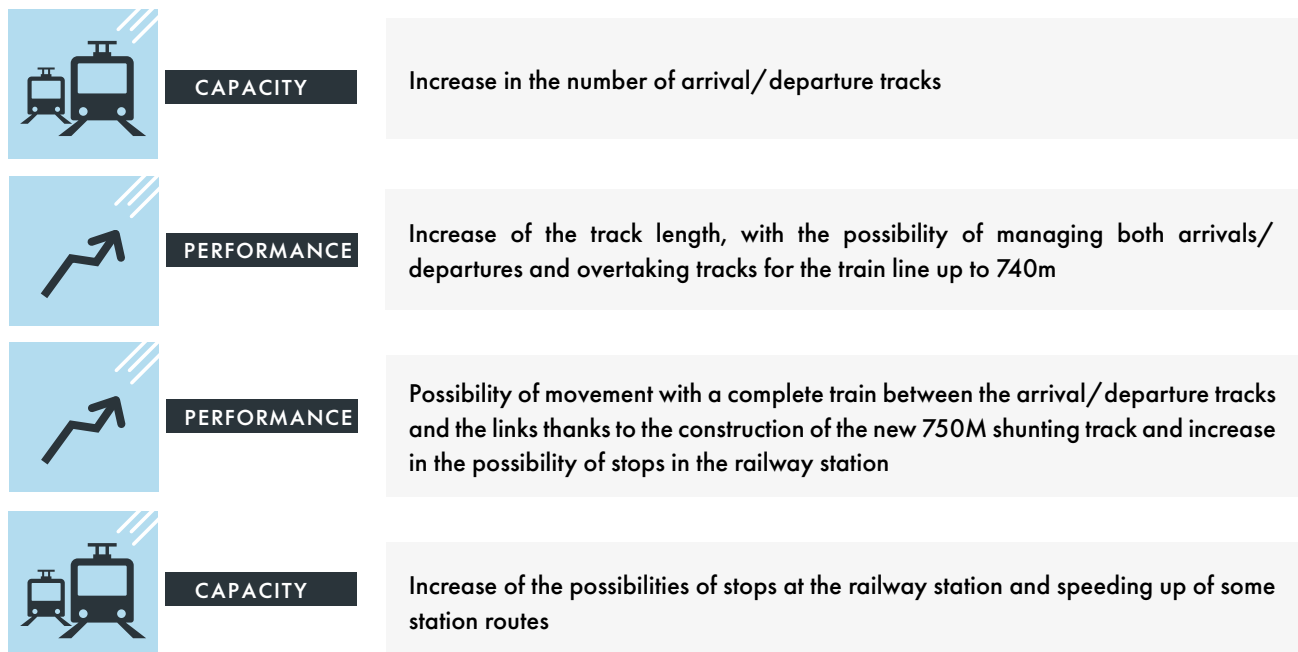 CAPACITY
Increase in the number of arrival/departure tracks
PERFORMANCE
Increase of the track length, with the possibility of managing both arrivals/
departures and overtaking tracks for the train line up to 740m
PERFORMANCE
Possibility of movement with a complete train between the arrival/departure tracks
and the links thanks to the construction of the new 750M shunting track and increase
in the possibility of stops in the railway station
CAPACITY
Increase of the possibilities of stops at the railway station and speeding up of some
station routes